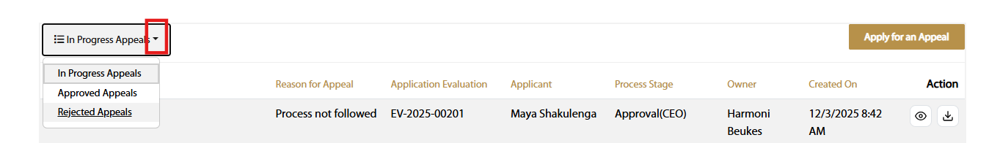 In Progress Appeals
Apply for an Appeal
In Progress Appeals
Approved Appeals
Rejected Appeals
Reason for Appeal Application Evaluation Applicant Process Stage Owner Created On Action
Process not followed EV-2025-00201 Maya Shakulenga Approval(CEO) Harmoni Beukes 12/3/2025 8:42 AM